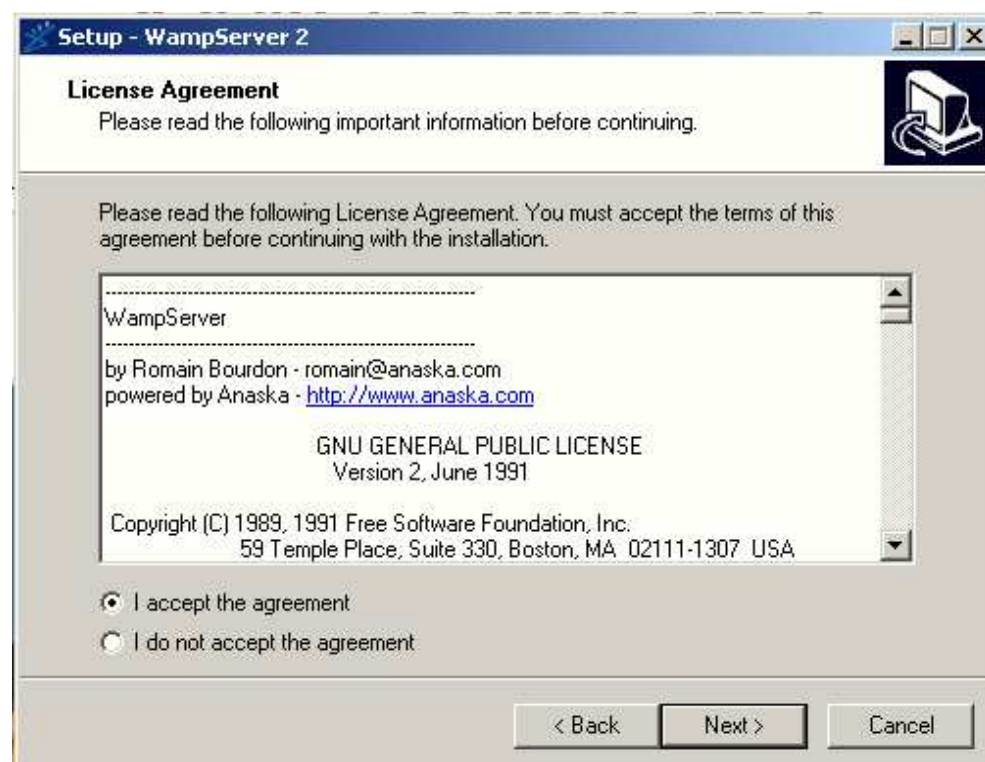 Setup - WampServer 2
License Agreement
Please read the following important information before continuing.
Please read the following License Agreement. You must accept the terms of this
agreement before continuing with the installation.
------------------------------------------------------
WampServer
------------------------------------------------------
by Romain Bourdon - romain@anaska.com
powered by Anaska - http://www.anaska.com
GNU GENERAL PUBLIC LICENSE
Version 2, June 1991
Copyright (C) 1989, 1991 Free Software Foundation, Inc.
59 Temple Place, Suite 330, Boston, MA 02111-1307 USA
I accept the agreement
I do not accept the agreement
< Back Next > Cancel